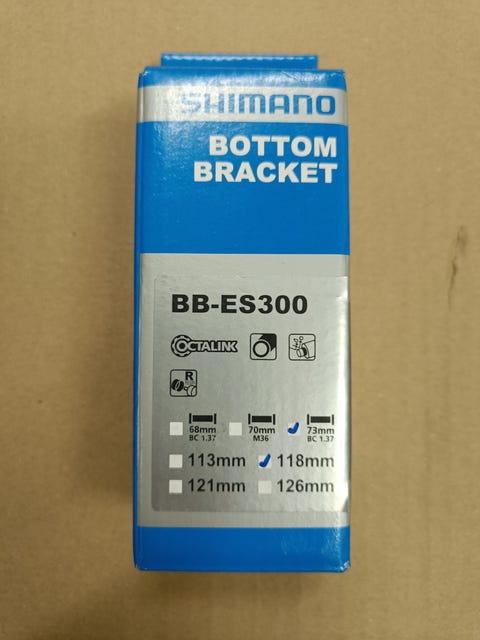 SHIMANO
BOTTOM
BRACKET
BB-ES300
OCTALINK
R
68mm 70mm 73mm
BC 1.37 M36 BC 1.37
113mm 118mm
121mm 126mm